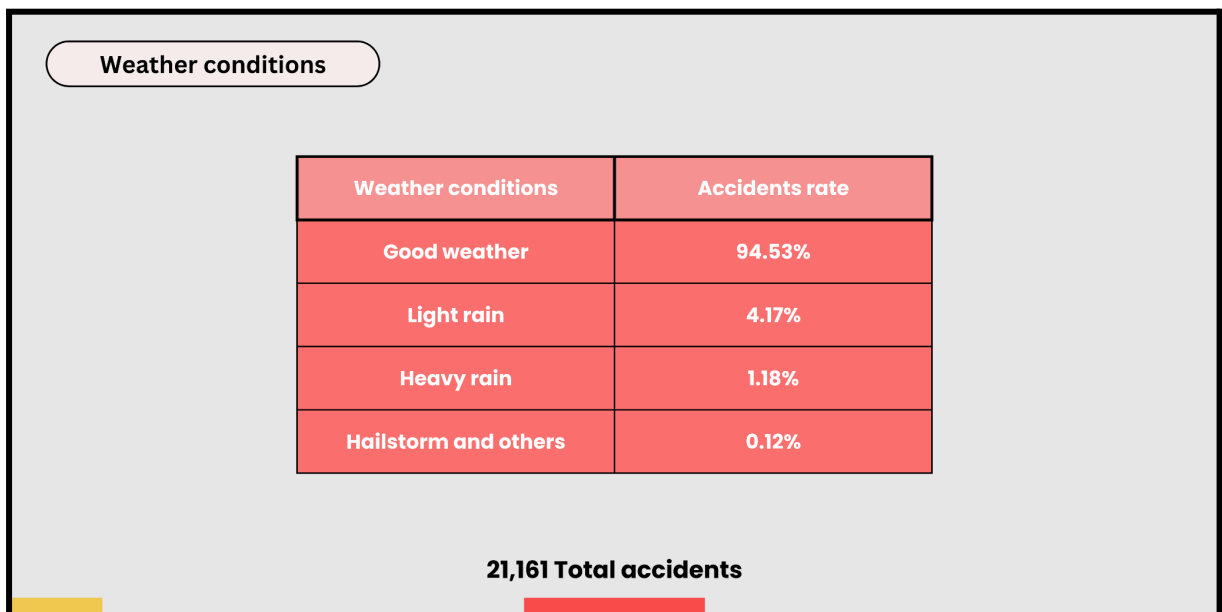 Weather conditions
Weather conditions Accidents rate
Good weather 94.53%
Light rain 4.17%
Heavy rain 1.18%
Hailstorm and others 0.12%
21,161 Total accidents